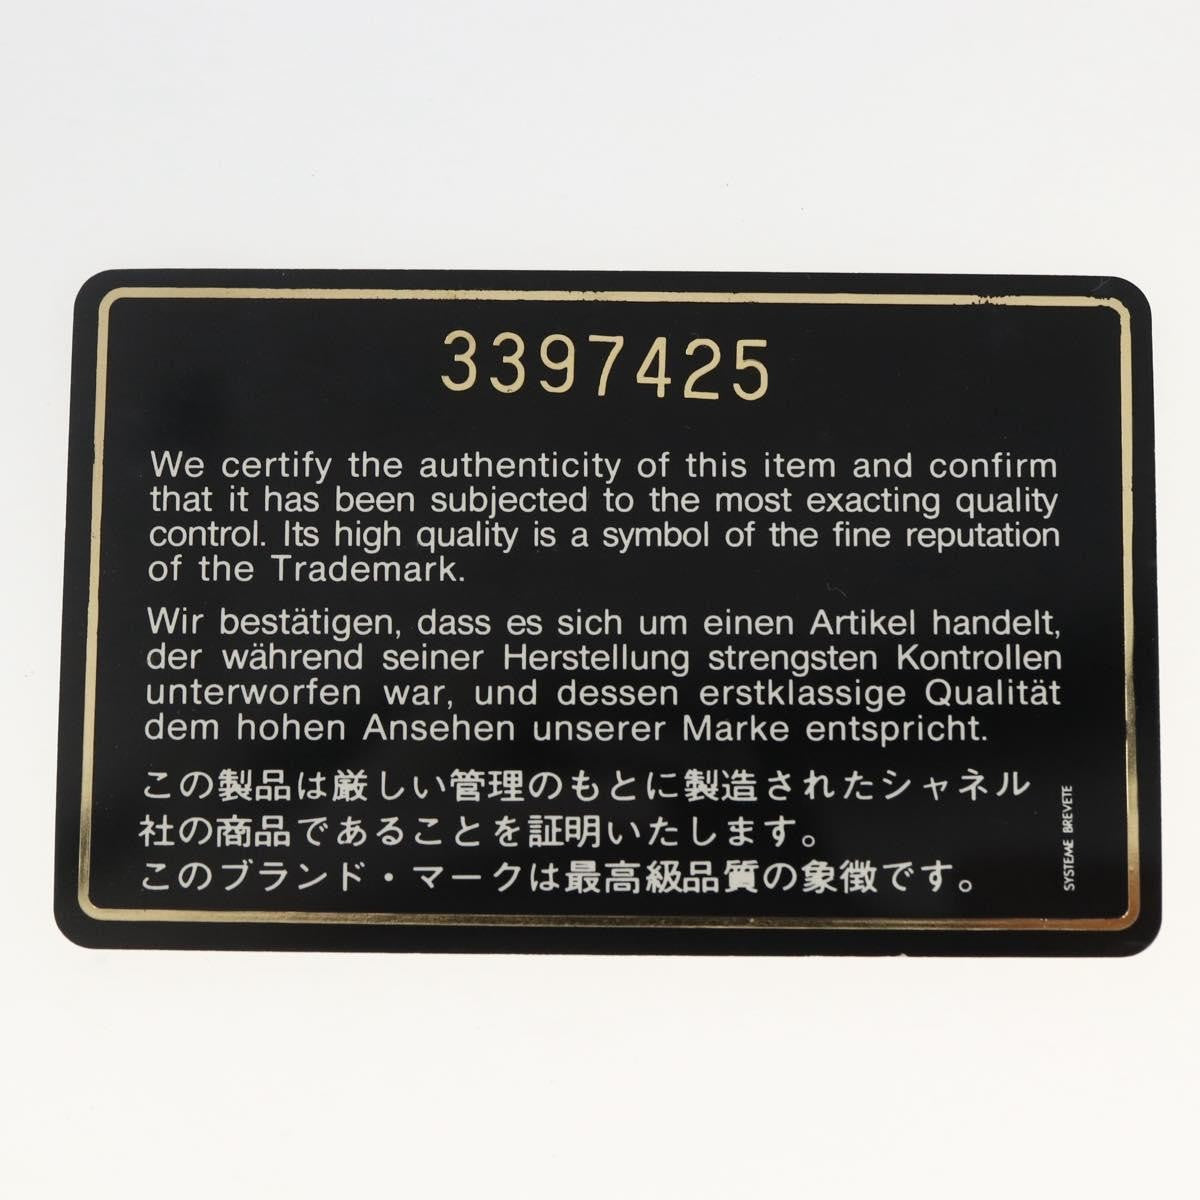 3397425
We certify the authenticity of this item and confirm
that it has been subjected to the most exacting quality
control. Its high quality is a symbol of the fine reputation
of the Trademark.
Wir bestätigen, dass es sich um einen Artikel handelt,
der während seiner Herstellung strengsten Kontrollen
unterworfen war, und dessen erstklassige Qualität
dem hohen Ansehen unserer Marke entspricht.
この製品は厳しい管理のもとに製造されたシャネル
社の商品であることを証明いたします。
このブランド・マークは最高級品質の象徴です。
SYSTEME BREVETE